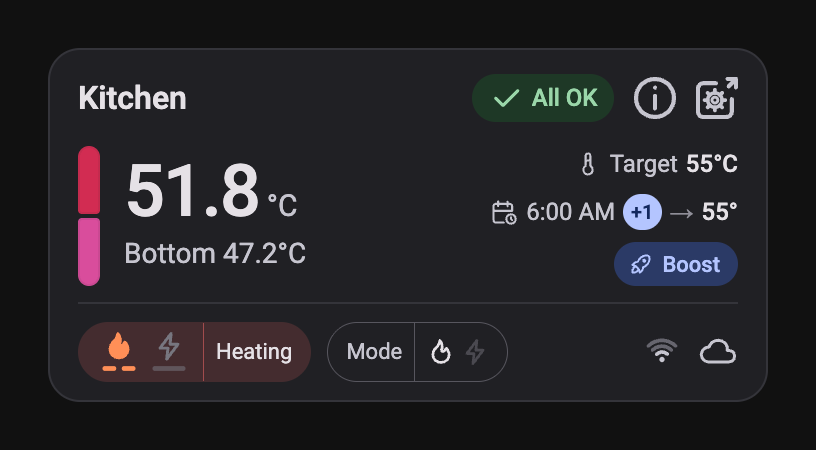 Kitchen
All OK
51.8 °C
Bottom 47.2°C
Target 55°C
6:00 AM +1 → 55°
Boost
Heating
Mode